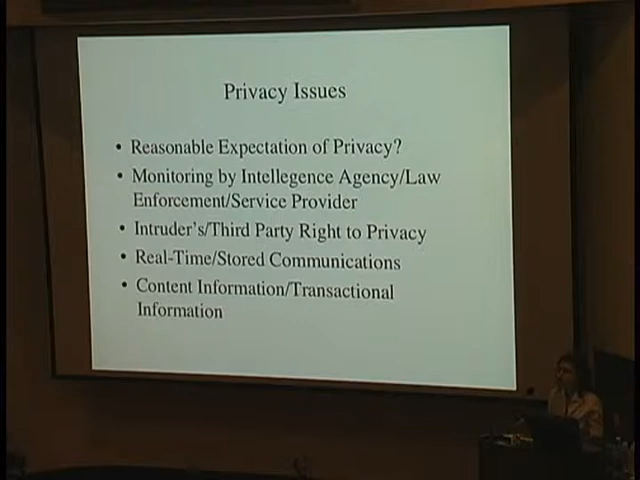 Privacy Issues
• Reasonable Expectation of Privacy?
• Monitoring by Intellegence Agency/Law
Enforcement/Service Provider
• Intruder's/Third Party Right to Privacy
• Real-Time/Stored Communications
• Content Information/Transactional
Information